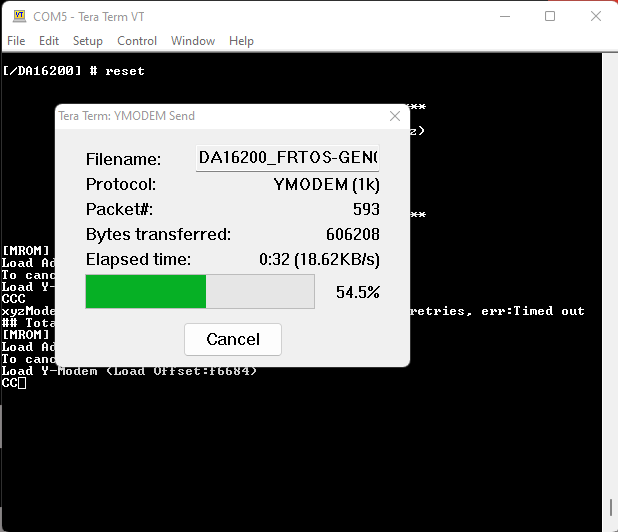 COM5 - Tera Term VT
File Edit Setup Control Window Help
[/DA16200] # reset
**
z)
Tera Term: YMODEM Send
Filename: DA16200_FRTOS-GEN
Protocol: YMODEM (1k)
Packet#: 593
Bytes transferred: 606208
Elapsed time: 0:32 (18.62KB/s)
54.5%
Cancel
**
[MROM]
Load Ad
To canc
Load Y-
CCC
xyzMode retries, err:Timed out
## Tota
[MROM]
Load Ad
To canc
Load Y-Modem (Load Offset:f6684)
CC